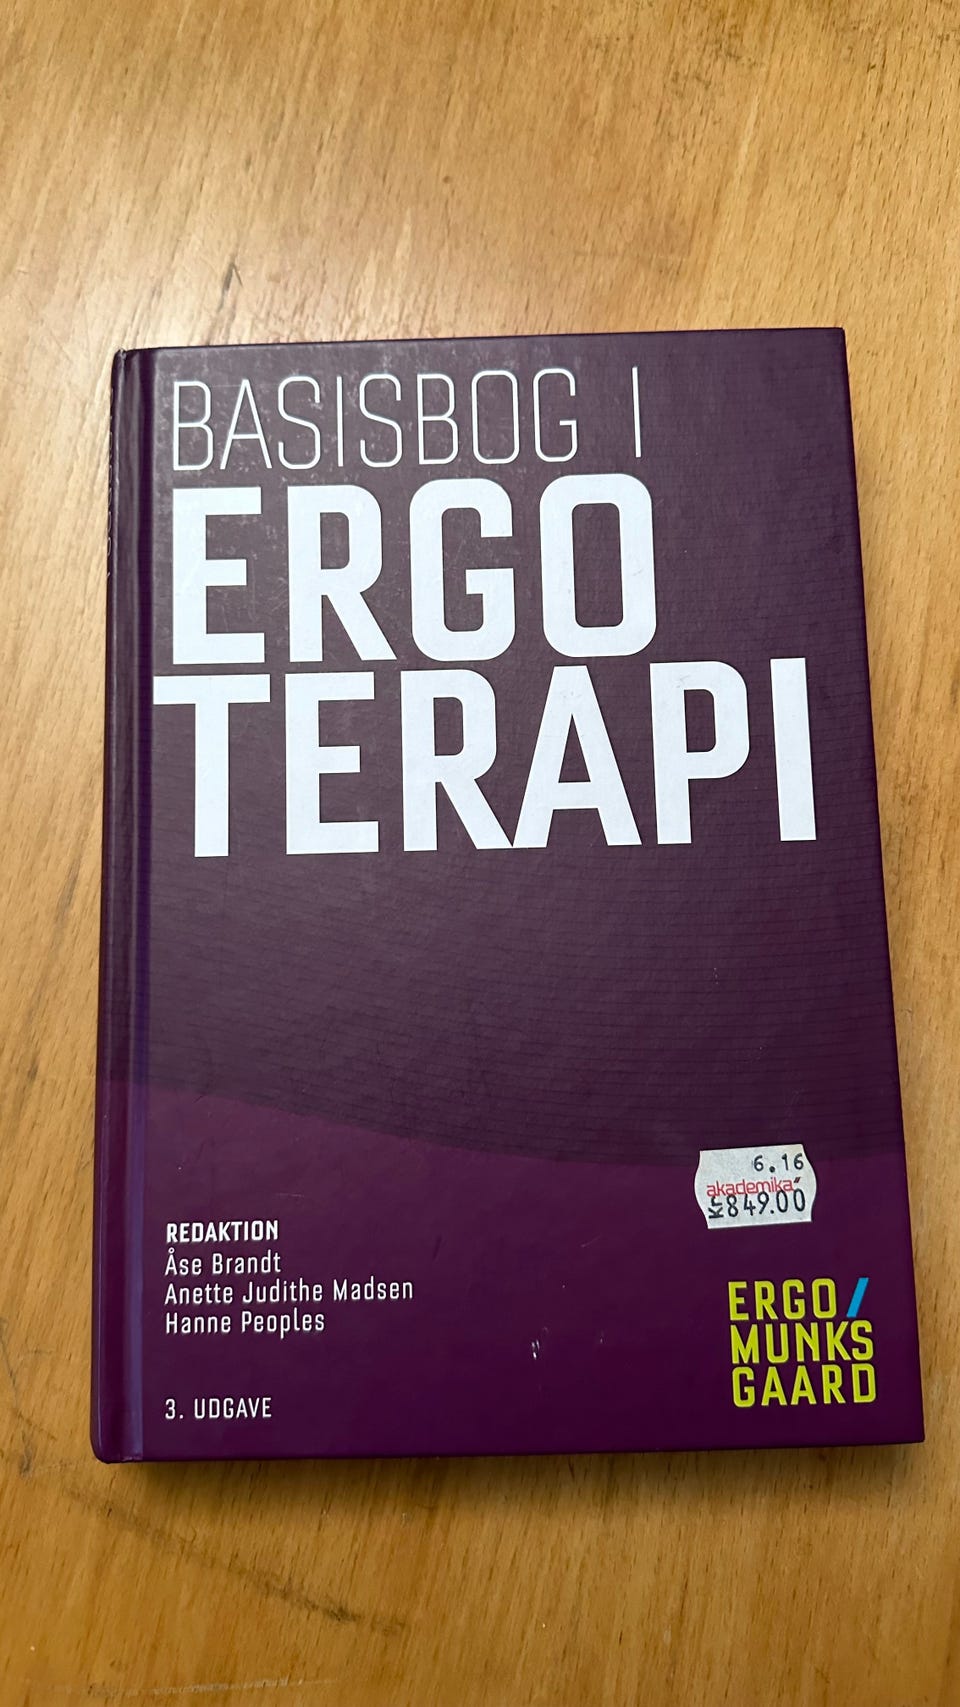 BASISBOG I
ERGO
TERAPI
6.16
akademika
kr849.00
REDAKTION
Åse Brandt
Anette Judithe Madsen
Hanne Peoples
3. UDGAVE
ERGO/
MUNKS
GAARD